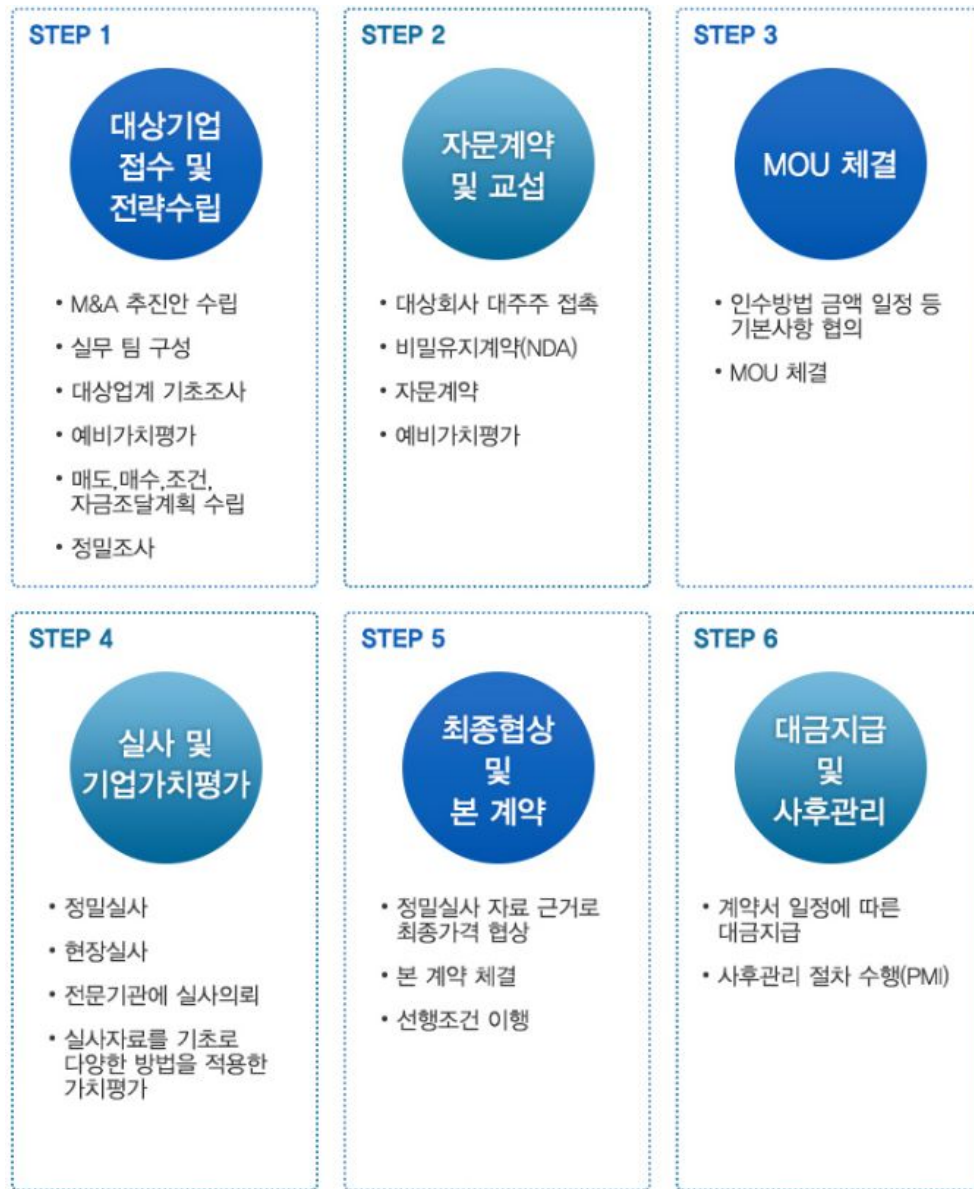 STEP 1
대상기업
접수 및
전략수립
• M&A 추진안 수립
• 실무 팀 구성
• 대상업계 기초조사
• 예비가치평가
• 매도,매수,조건,
자금조달계획 수립
• 정밀조사
STEP 2
자문계약
및 교섭
• 대상회사 대주주 접촉
• 비밀유지계약(NDA)
• 자문계약
• 예비가치평가
STEP 3
MOU 체결
• 인수방법 금액 일정 등
기본사항 협의
• MOU 체결
STEP 4
실사 및
기업가치평가
• 정밀실사
• 현장실사
• 전문기관에 실사의뢰
• 실사자료를 기초로
다양한 방법을 적용한
가치평가
STEP 5
최종협상
및
본 계약
• 정밀실사 자료 근거로
최종가격 협상
• 본 계약 체결
• 선행조건 이행
STEP 6
대금지급
및
사후관리
• 계약서 일정에 따른
대금지급
• 사후관리 절차 수행(PMI)